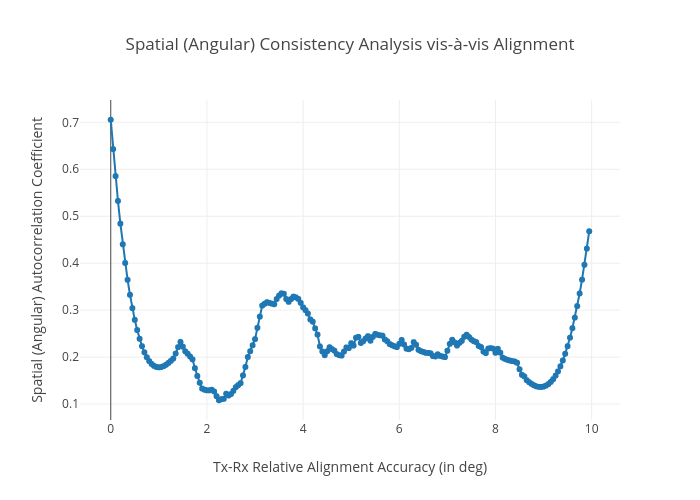 Spatial (Angular) Consistency Analysis vis-à-vis Alignment
Spatial (Angular) Autocorrelation Coefficient
0.7
0.6
0.5
0.4
0.3
0.2
0.1
0 2 4 6 8 10
Tx-Rx Relative Alignment Accuracy (in deg)